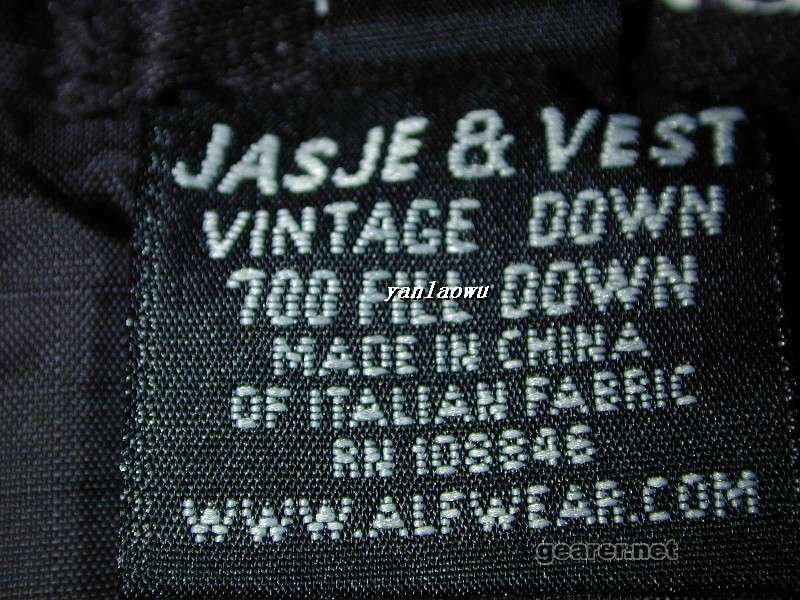 JASJE & VEST
VINTAGE DOWN
700 FILL DOWN
yanlaowu
MADE IN CHINA
OF ITALIAN FABRIC
RN 108846
WWW.ALFWEAR.COM
gearer.net